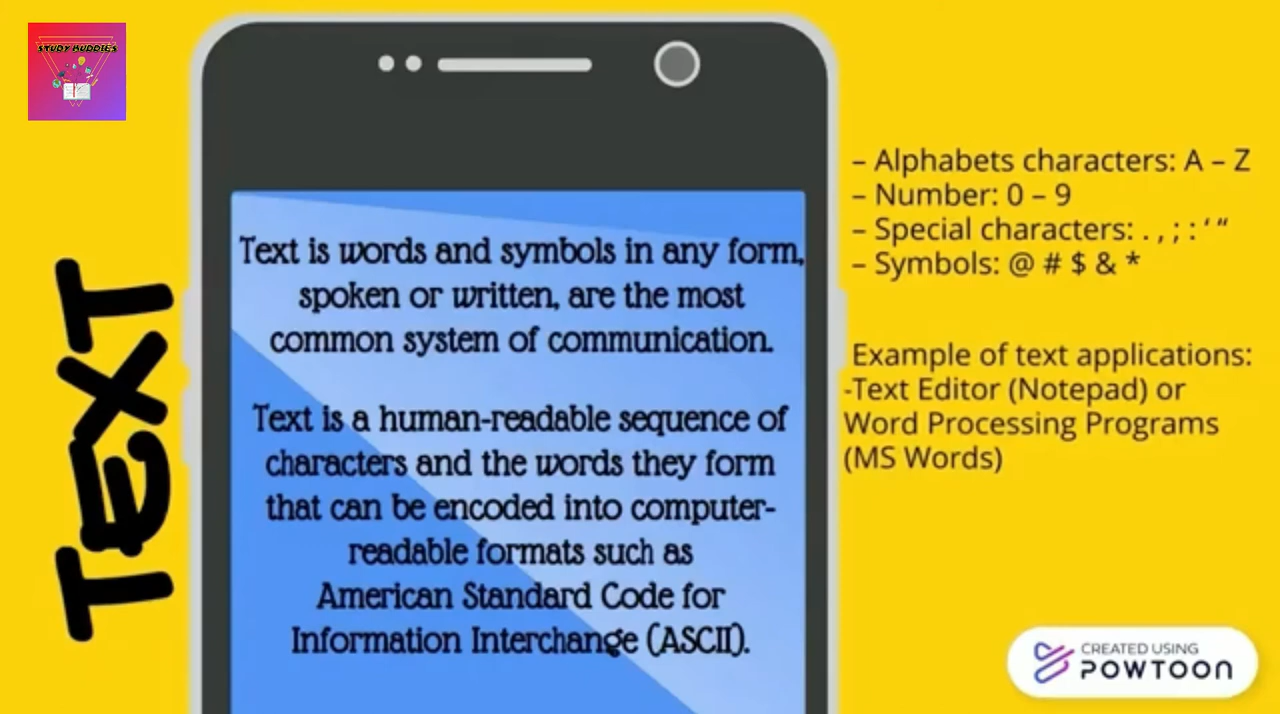 STUDY BUDDIES
TEXT
Text is words and symbols in any form,
spoken or written, are the most
common system of communication.
Text is a human-readable sequence of
characters and the words they form
that can be encoded into computer-
readable formats such as
American Standard Code for
Information Interchange (ASCII).
– Alphabets characters: A – Z
– Number: 0 – 9
– Special characters: . , ; : ‘ “
– Symbols: @ # $ & *
Example of text applications:
-Text Editor (Notepad) or
Word Processing Programs
(MS Words)
CREATED USING
POWTOON